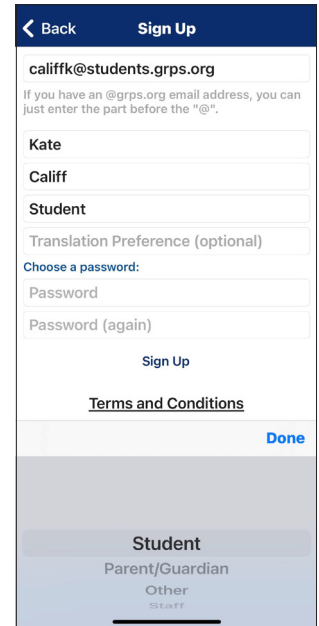 Back Sign Up
califfk@students.grps.org
If you have an @grps.org email address, you can
just enter the part before the "@".
Kate
Califf
Student
Translation Preference (optional)
Choose a password:
Password
Password (again)
Sign Up
Terms and Conditions
Done
Student
Parent/Guardian
Other
Staff